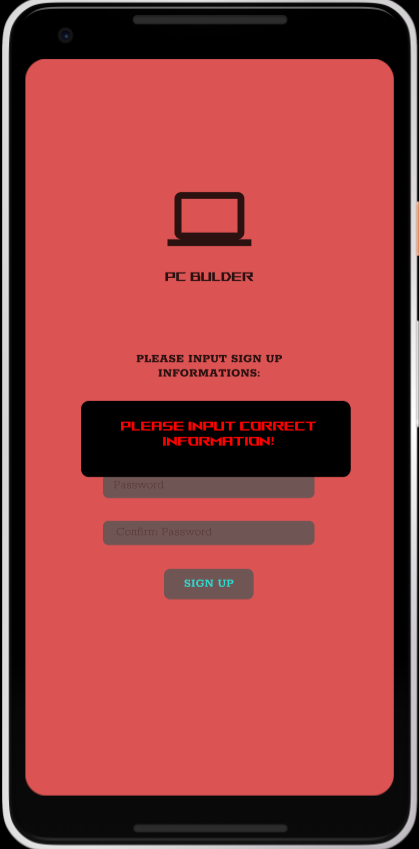 PC BULDER
PLEASE INPUT SIGN UP
INFORMATIONS:
PLEASE INPUT CORRECT
INFORMATION!
Password
Confirm Password
SIGN UP